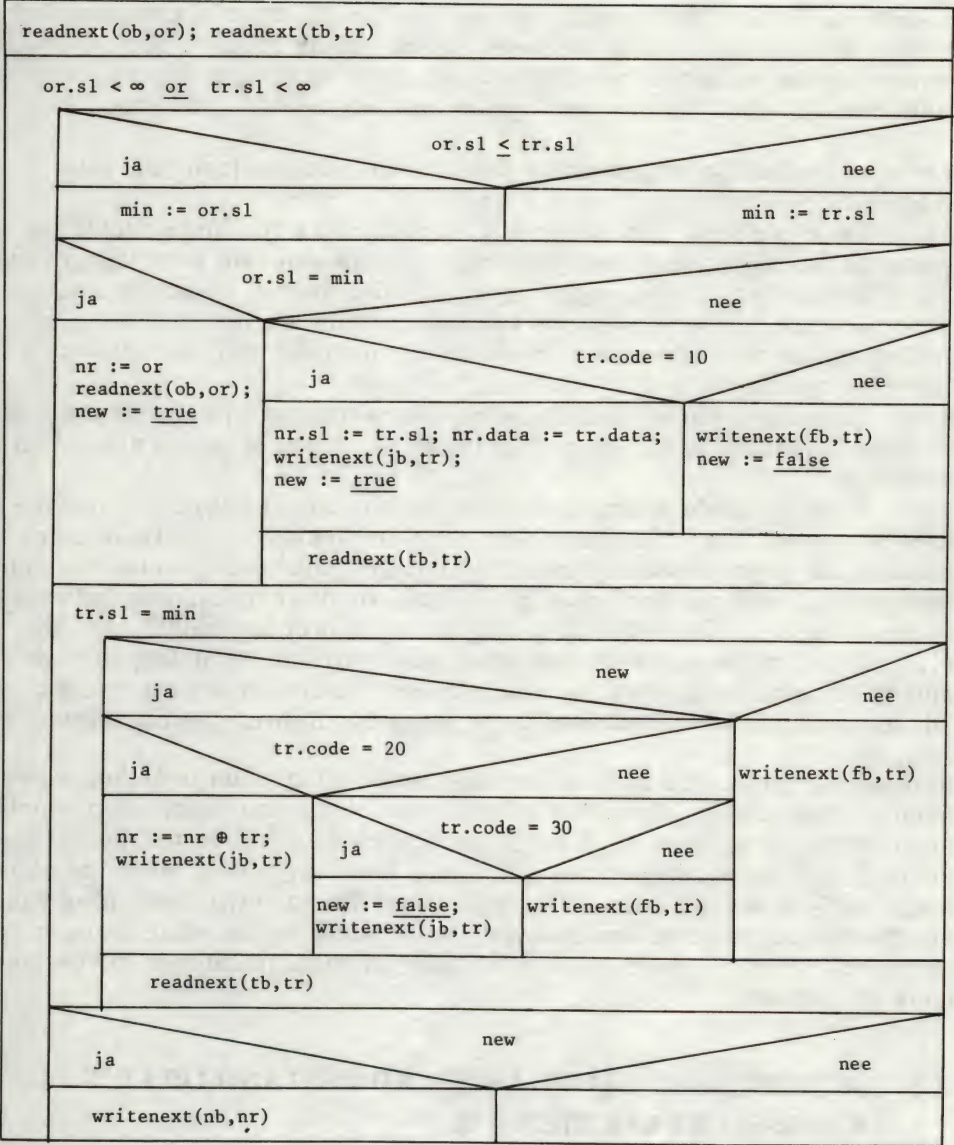 readnext(ob,or); readnext(tb,tr)
or.sl < ∞ or tr.sl < ∞
or.sl ≤ tr.sl
ja
nee
min := or.sl
min := tr.sl
or.sl = min
ja
nee
nr := or
readnext(ob,or);
new := true
tr.code = 10
ja
nee
nr.sl := tr.sl; nr.data := tr.data;
writenext(jb,tr);
new := true
writenext(fb,tr)
new := false
readnext(tb,tr)
tr.sl = min
new
ja
nee
tr.code = 20
ja
nee
writenext(fb,tr)
nr := nr ⊕ tr;
writenext(jb,tr)
tr.code = 30
ja
nee
new := false;
writenext(jb,tr)
writenext(fb,tr)
readnext(tb,tr)
new
ja
nee
writenext(nb,nr)